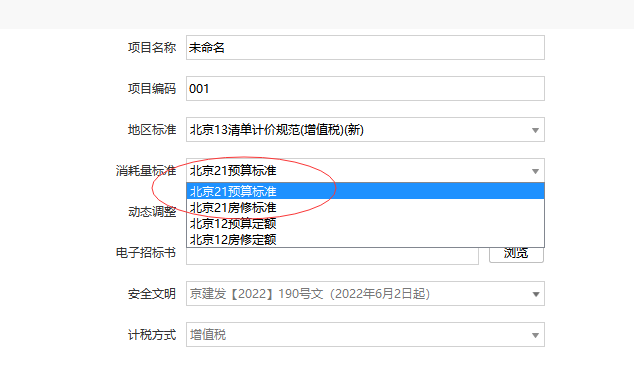 项目名称 未命名
项目编码 001
地区标准 北京13清单计价规范(增值税)(新)
消耗量标准 北京21预算标准
北京21预算标准
北京21房修标准
动态调整
北京12预算定额
北京12房修定额
电子招标书 浏览
安全文明 京建发【2022】190号文（2022年6月2日起）
计税方式 增值税